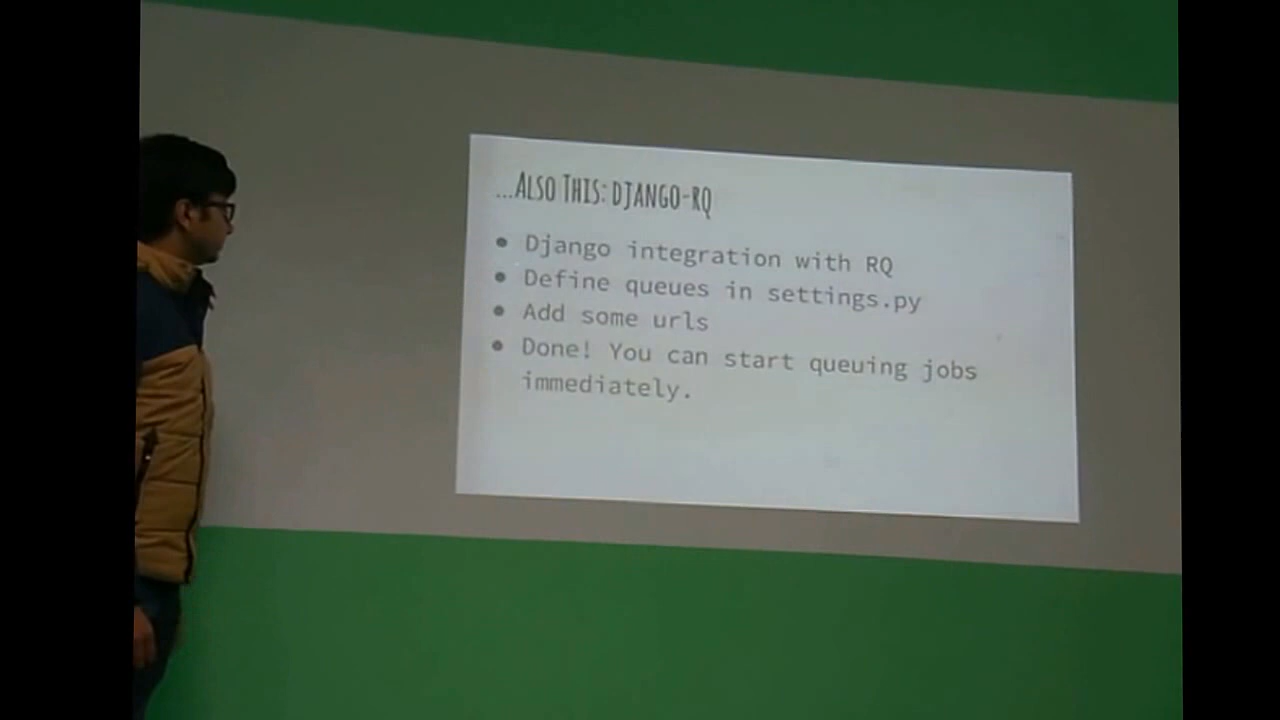 ...ALSO THIS: DJANGO-RQ
● Django integration with RQ
● Define queues in settings.py
● Add some urls
● Done! You can start queuing jobs
immediately.